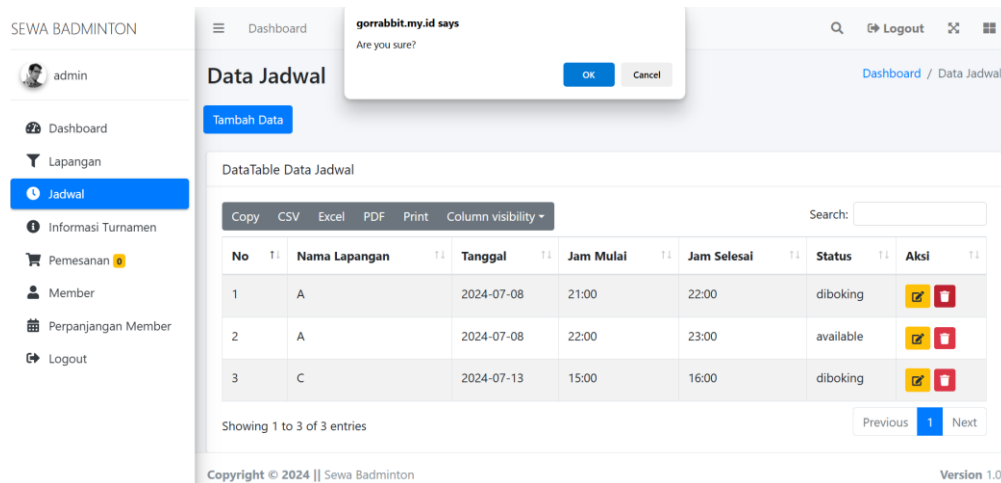 SEWA BADMINTON
admin
Dashboard
Lapangan
Jadwal
Informasi Turnamen
Pemesanan 0
Member
Perpanjangan Member
Logout
Dashboard
Logout
gorrabbit.my.id says
Are you sure?
OK Cancel
Data Jadwal
Dashboard / Data Jadwal
Tambah Data
DataTable Data Jadwal
Copy CSV Excel PDF Print Column visibility
Search:
No Nama Lapangan Tanggal Jam Mulai Jam Selesai Status Aksi
1 A 2024-07-08 21:00 22:00 diboking
2 A 2024-07-08 22:00 23:00 available
3 C 2024-07-13 15:00 16:00 diboking
Showing 1 to 3 of 3 entries
Previous 1 Next
Copyright © 2024 || Sewa Badminton
Version 1.0